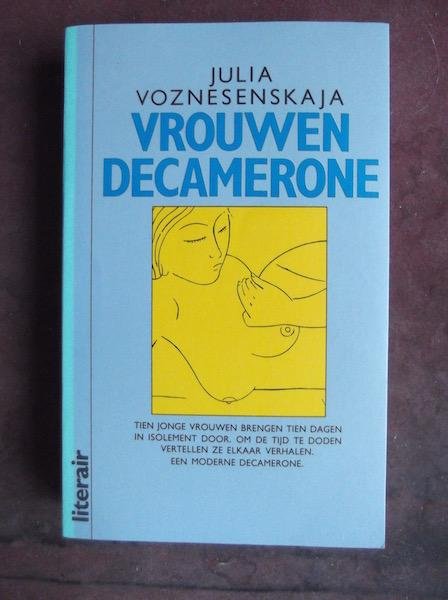 JULIA
VOZNESENSKAJA
VROUWEN
DECAMERONE
TIEN JONGE VROUWEN BRENGEN TIEN DAGEN
IN ISOLEMENT DOOR. OM DE TIJD TE DODEN
VERTELLEN ZE ELKAAR VERHALEN.
EEN MODERNE DECAMERONE.
literair